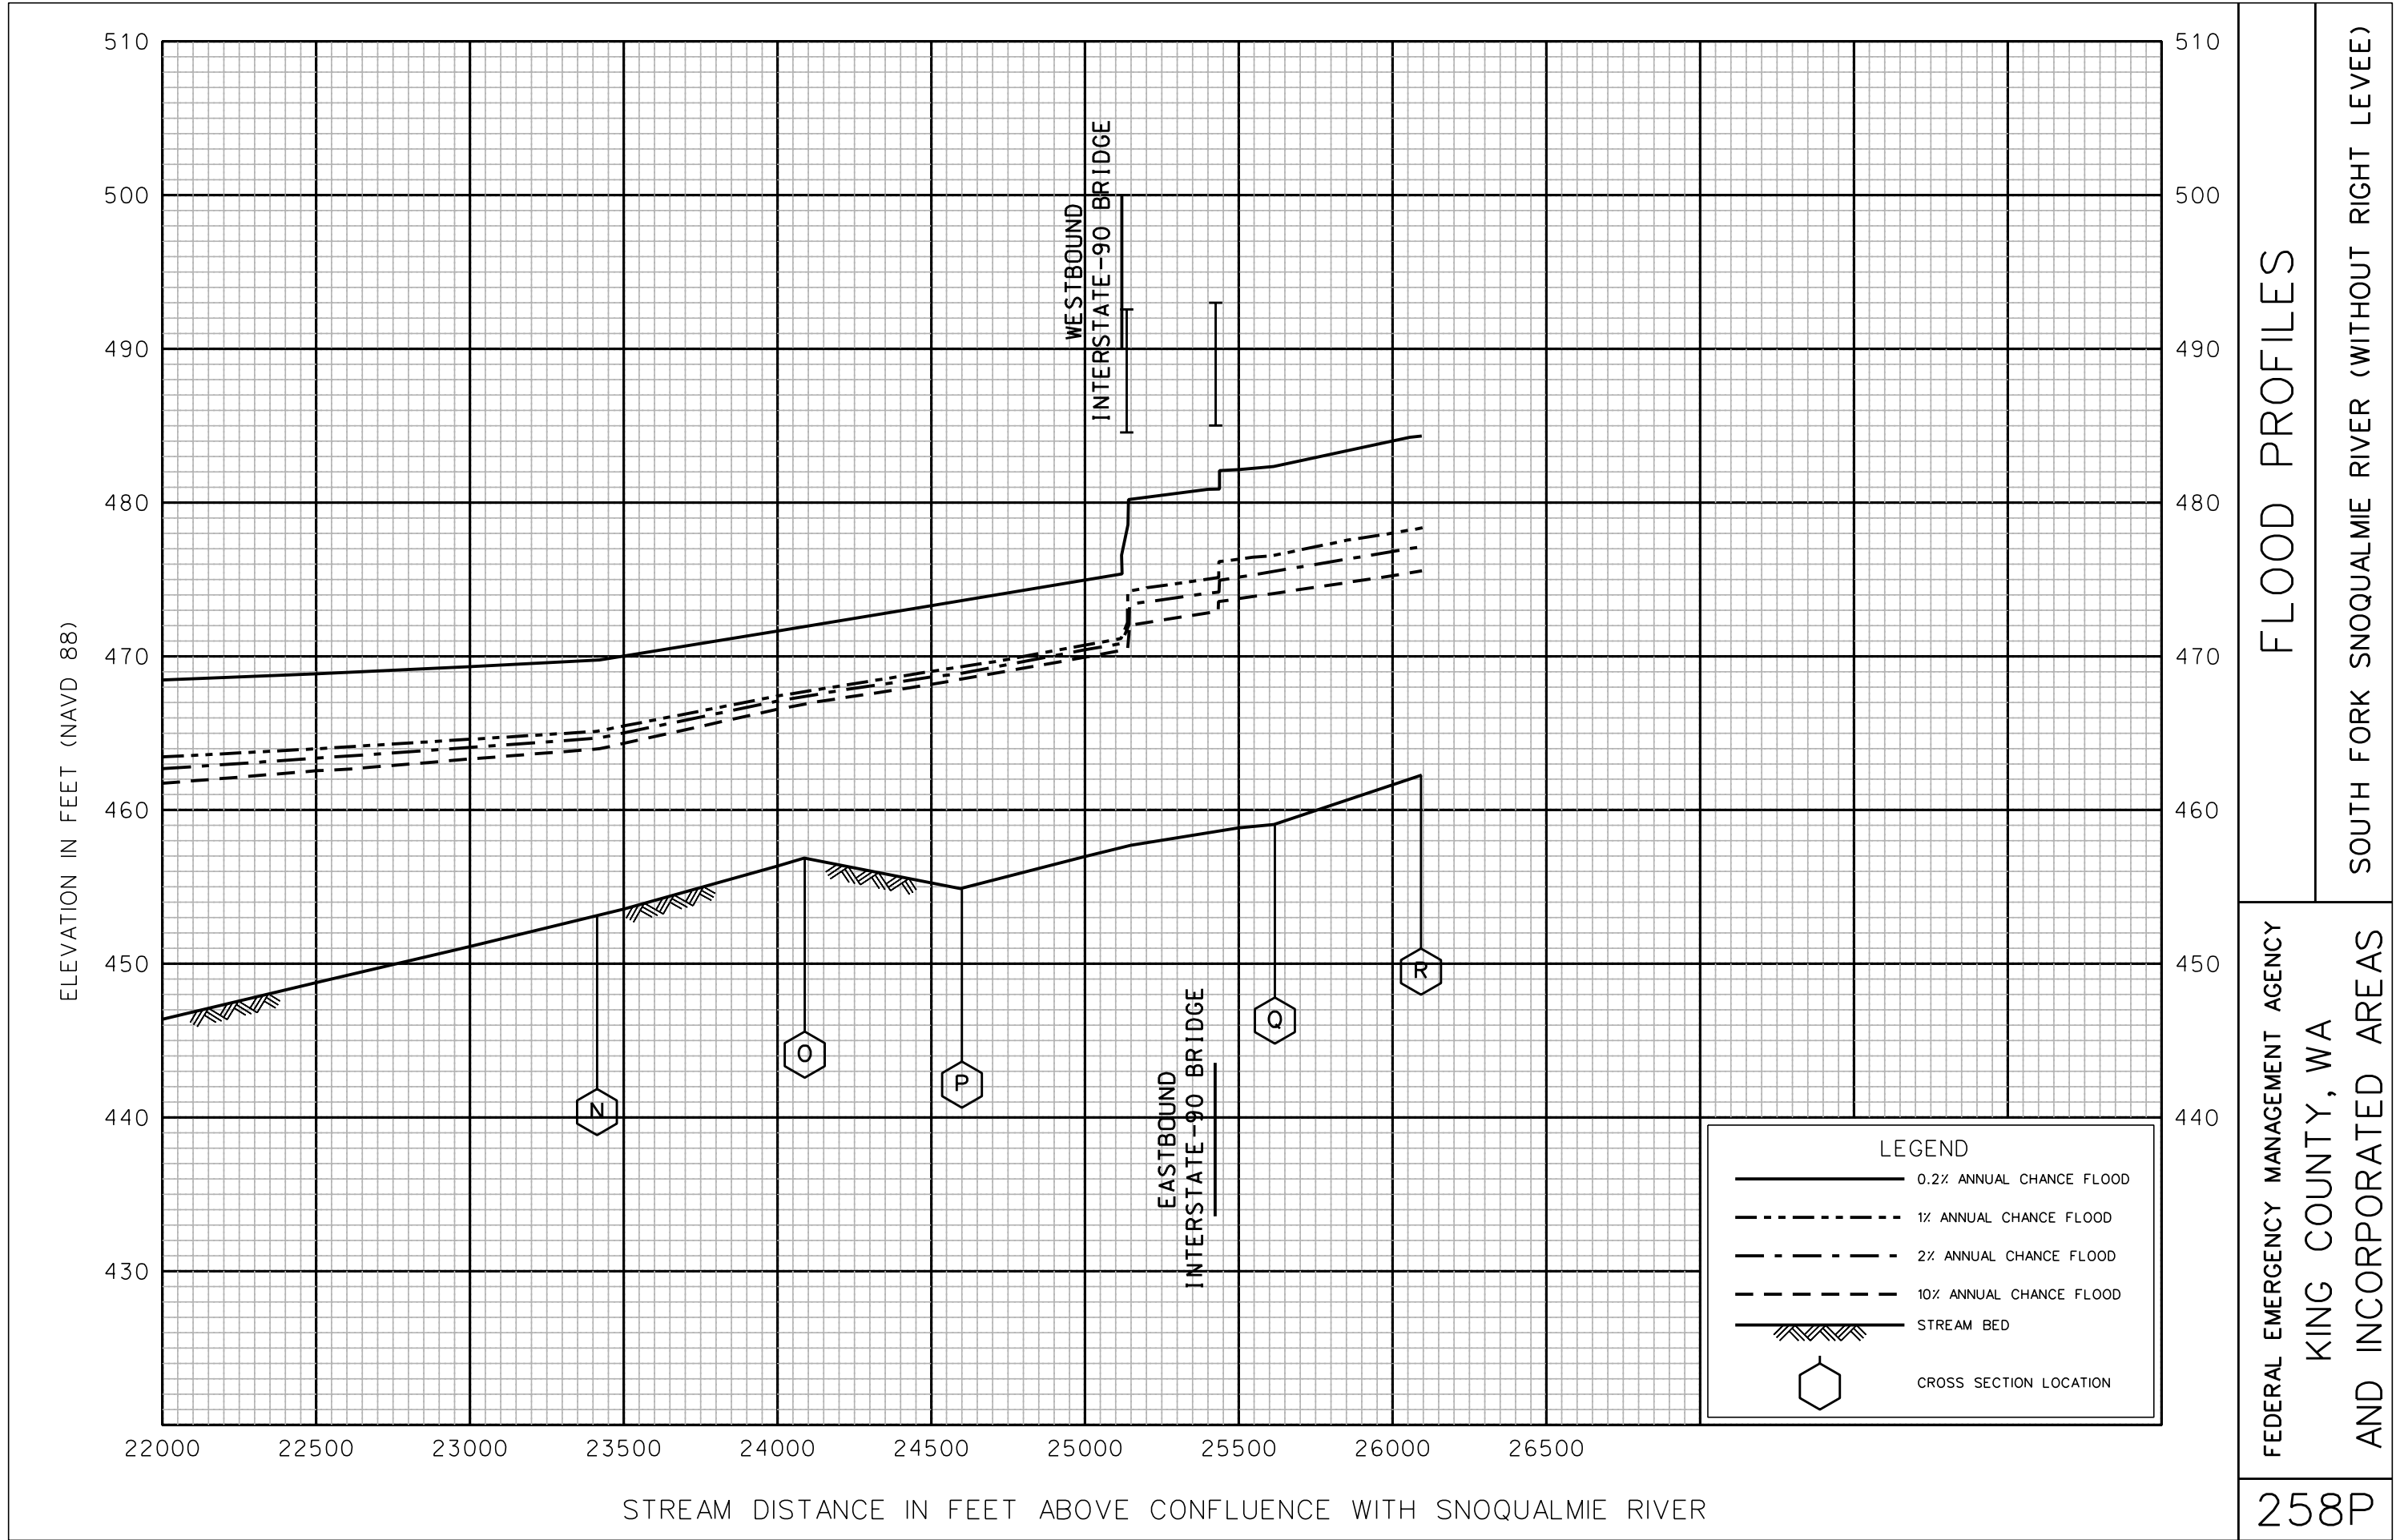 510
500
490
480
470
460
450
440
430
ELEVATION IN FEET (NAVD 88)
WESTBOUND
INTERSTATE-90 BRIDGE
EASTBOUND
INTERSTATE-90 BRIDGE
N
O
P
Q
R
510
500
490
480
470
460
450
440
LEGEND
0.2% ANNUAL CHANCE FLOOD
1% ANNUAL CHANCE FLOOD
2% ANNUAL CHANCE FLOOD
10% ANNUAL CHANCE FLOOD
STREAM BED
CROSS SECTION LOCATION
22000 22500 23000 23500 24000 24500 25000 25500 26000 26500
STREAM DISTANCE IN FEET ABOVE CONFLUENCE WITH SNOQUALMIE RIVER
FLOOD PROFILES
SOUTH FORK SNOQUALMIE RIVER (WITHOUT RIGHT LEVEE)
FEDERAL EMERGENCY MANAGEMENT AGENCY
KING COUNTY, WA
AND INCORPORATED AREAS
258P